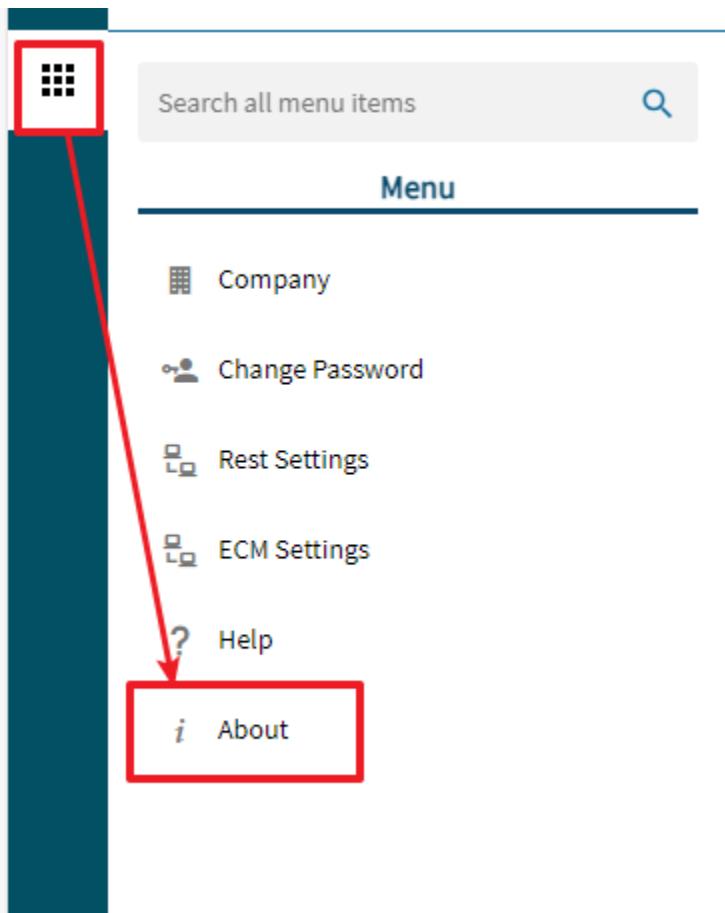 Search all menu items
Menu
Company
Change Password
Rest Settings
ECM Settings
Help
About